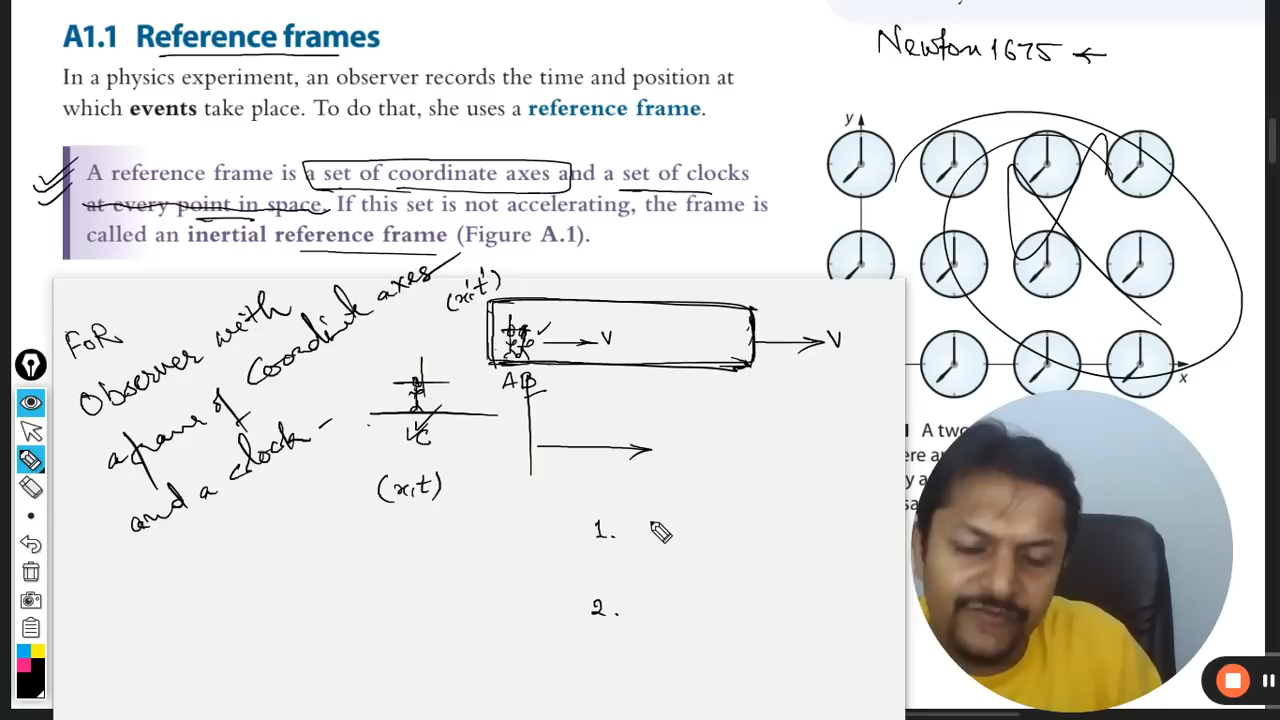 A1.1 Reference frames
In a physics experiment, an observer records the time and position at
which events take place. To do that, she uses a reference frame.
A reference frame is a set of coordinate axes and a set of clocks
at every point in space. If this set is not accelerating, the frame is
called an inertial reference frame (Figure A.1).
Newton 1675 ←
y
x
A two
ere a
FoR
Observer with
a frame of
Coordinate axes
and a clock -
(x', t')
V
V
A B
C
(x, t)
1.
2.